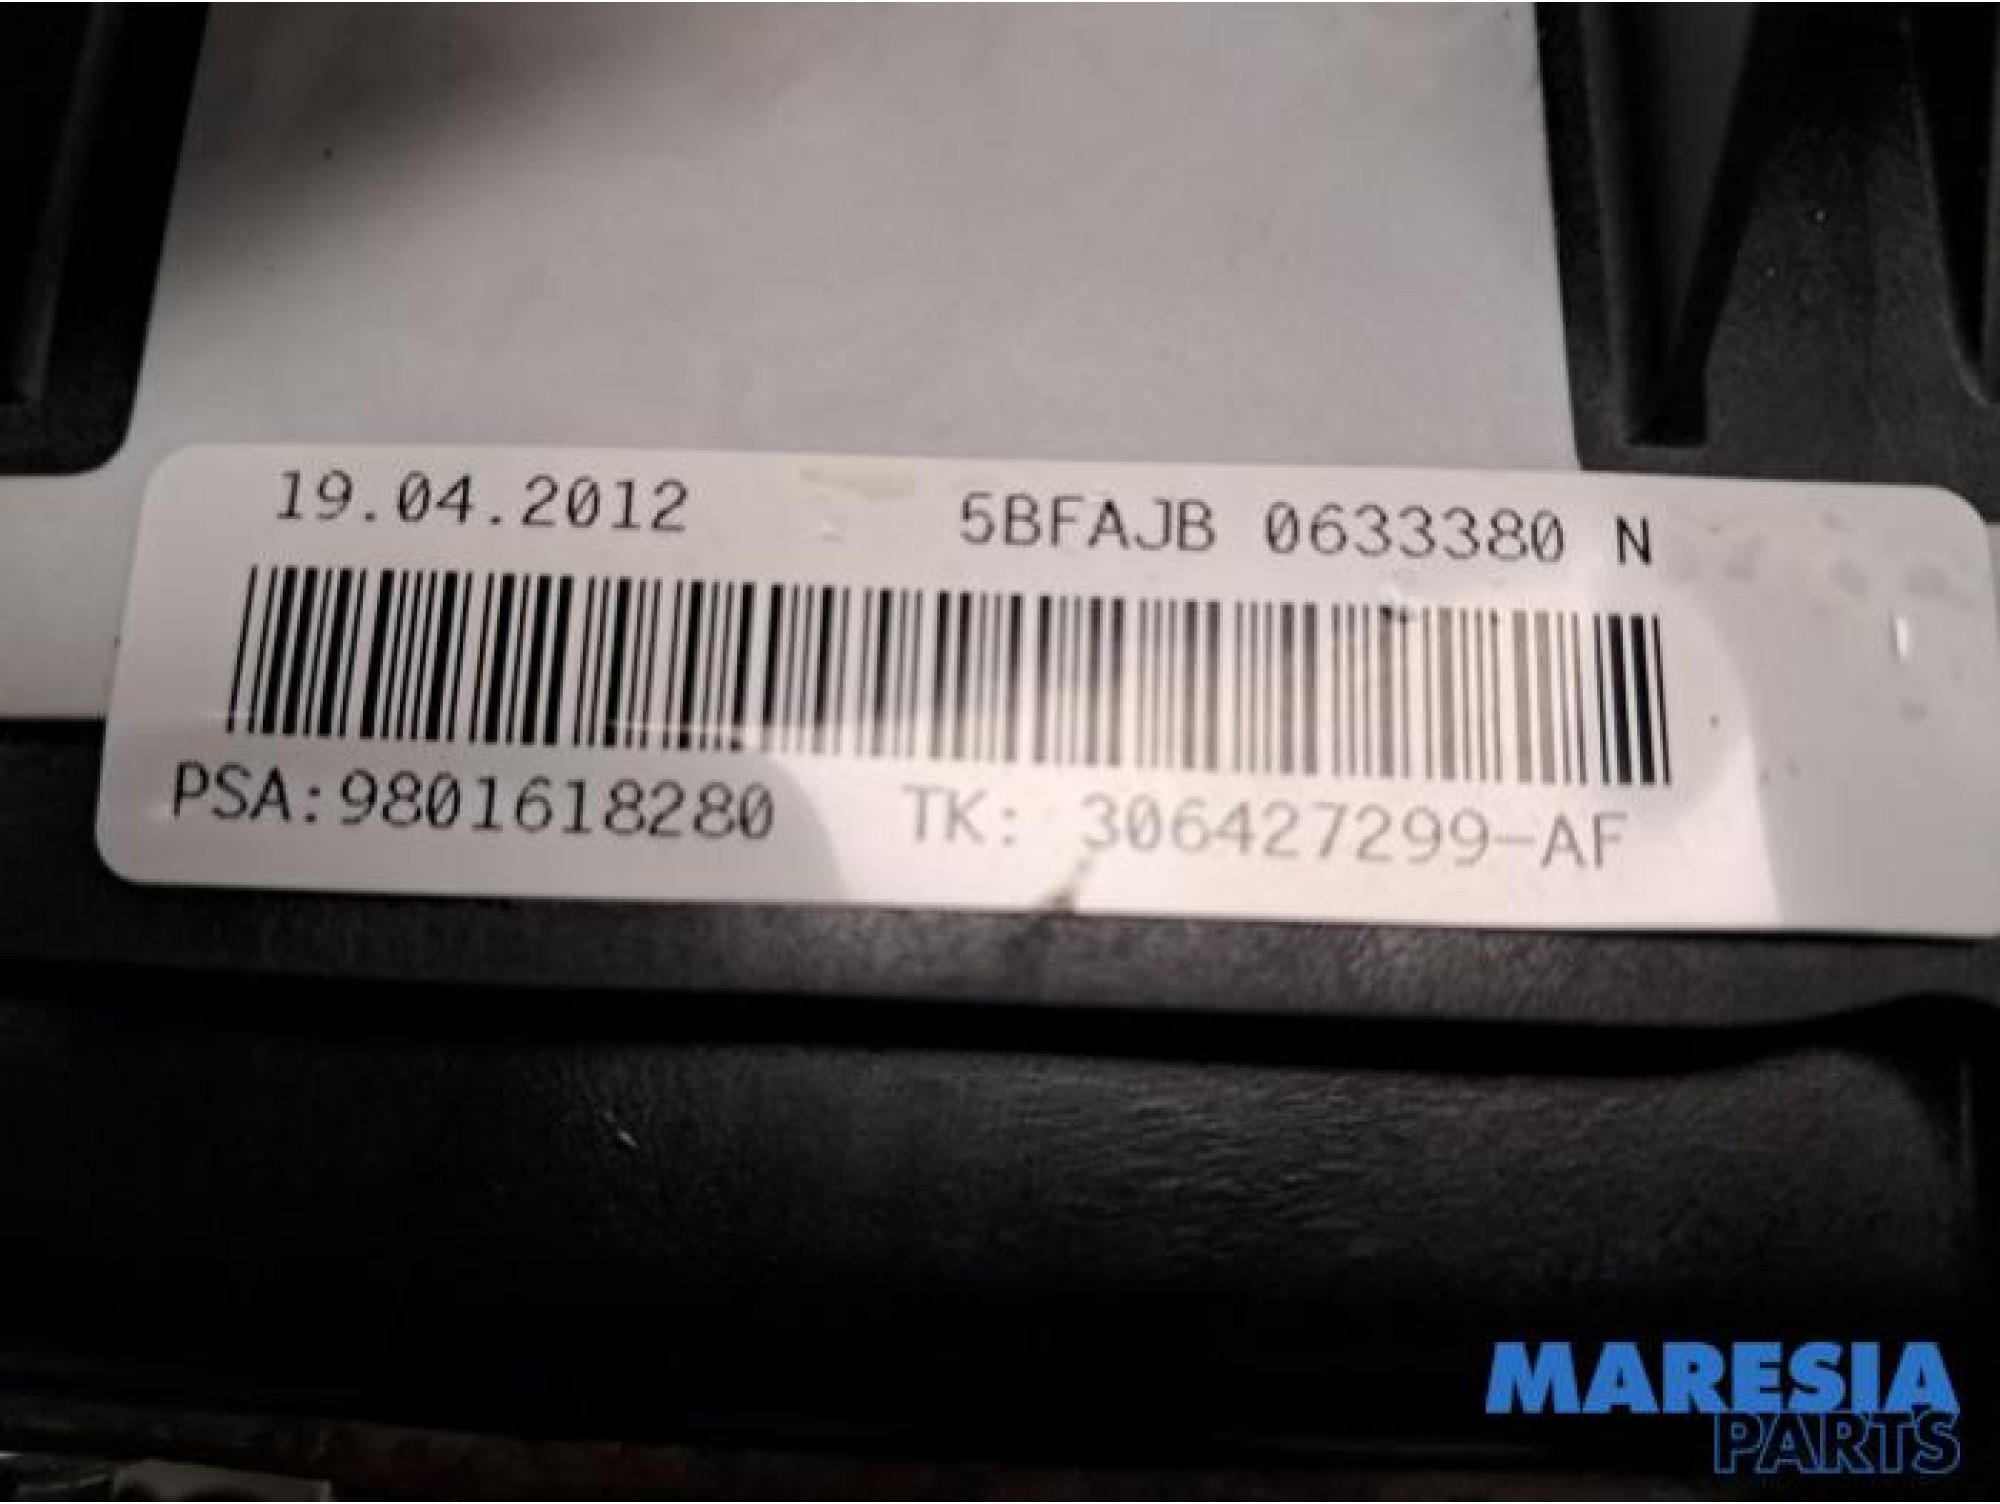 19.04.2012 5BFAJB 0633380 N
PSA:9801618280 TK: 306427299-AF
MARESIA
PARTS